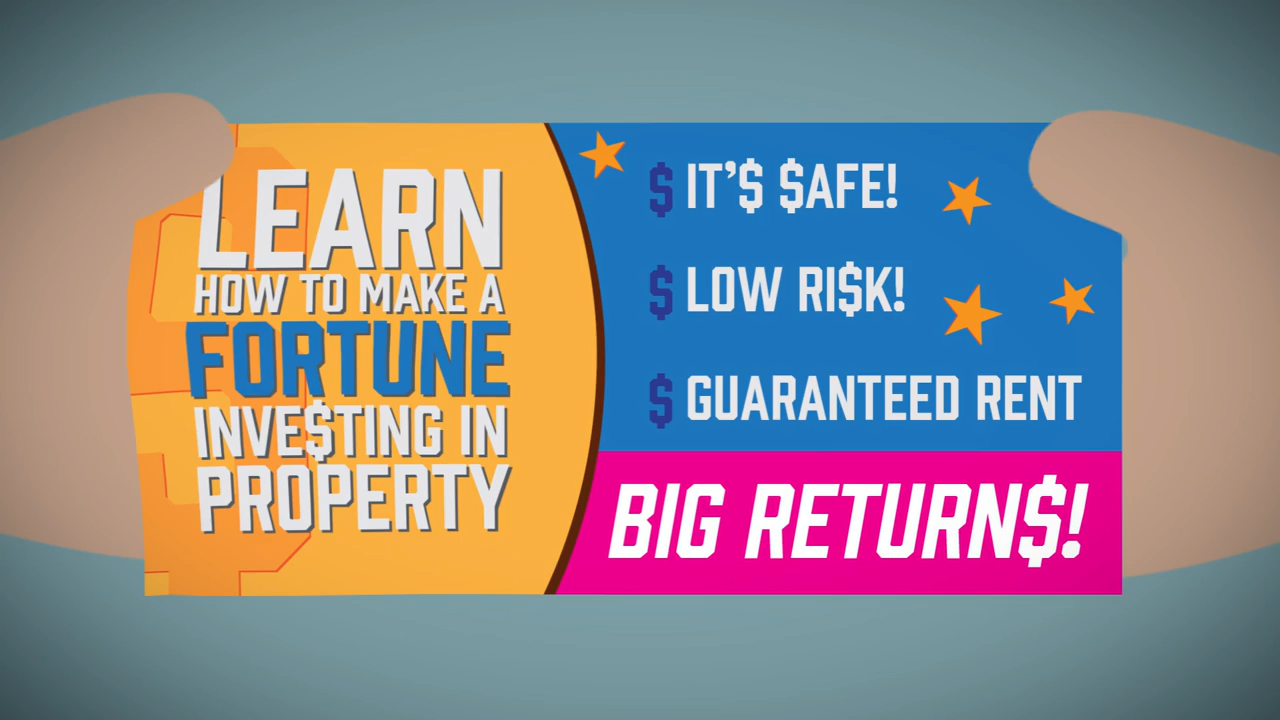 LEARN
HOW TO MAKE A
FORTUNE
INVE$TING IN
PROPERTY
$ IT'$ $AFE!
$ LOW RI$K!
$ GUARANTEED RENT
BIG RETURN$!